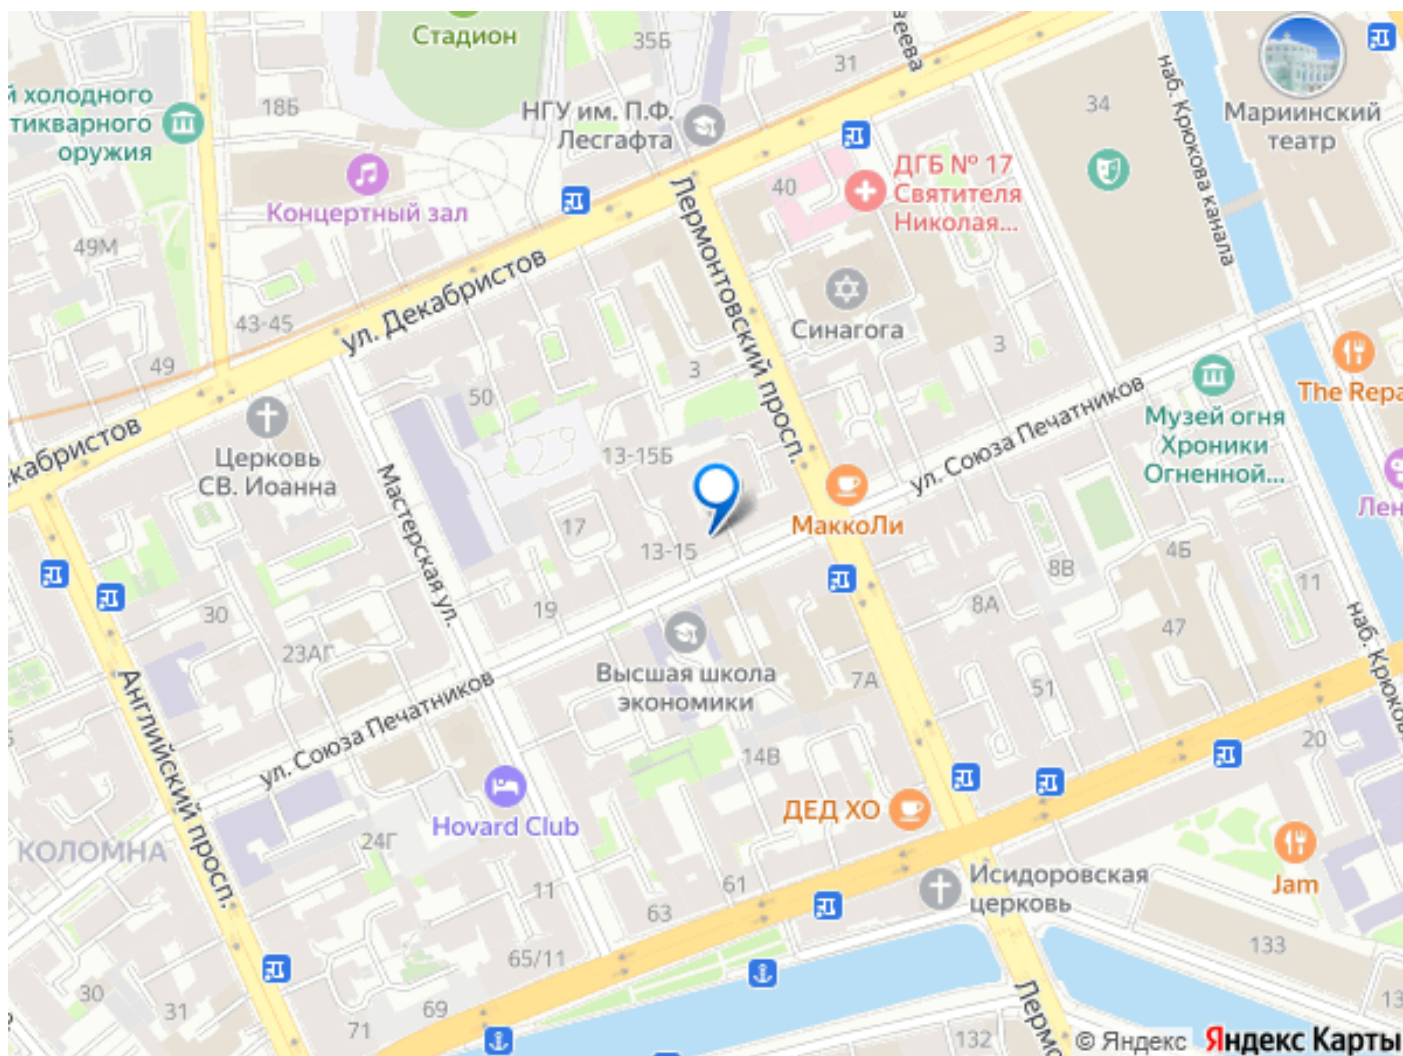 Стадион
35Б
веева
31
наб. Крюкова канала
Мариинский
театр
й холодного
тикварного
оружия
18Б
НГУ им. П.Ф.
Лесгафта
34
ДГБ № 17
Святителя
Николая...
40
Концертный зал
49М
Лермонтовский просп.
ул. Декабристов
43-45
Синагога
3
3
49
50
The Repa
Музей огня
Хроники
Огненной...
ул. Союза Печатников
кабристов
Церковь
СВ. Иоанна
13-15Б
МаккоЛи
Лен
Мастерская ул.
17
13-15
4Б
8В
11
19
30
8А
47
наб. Крюкова
23АГ
Высшая школа
экономики
7А
51
Английский просп.
ул. Союза Печатников
20
14В
Hovard Club
ДЕД ХО
КОЛОМНА
24Г
Исидоровская
церковь
Jam
11
61
63
133
65/11
30
31
69
71
13
Лермо
132
© Яндекс Яндекс Карты